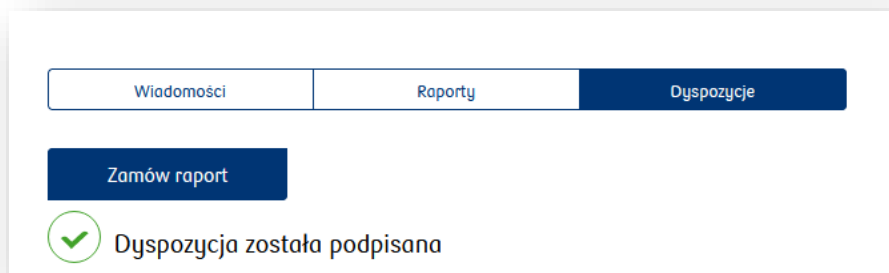 Wiadomości Raporty Dyspozycje
Zamów raport
Dyspozycja została podpisana